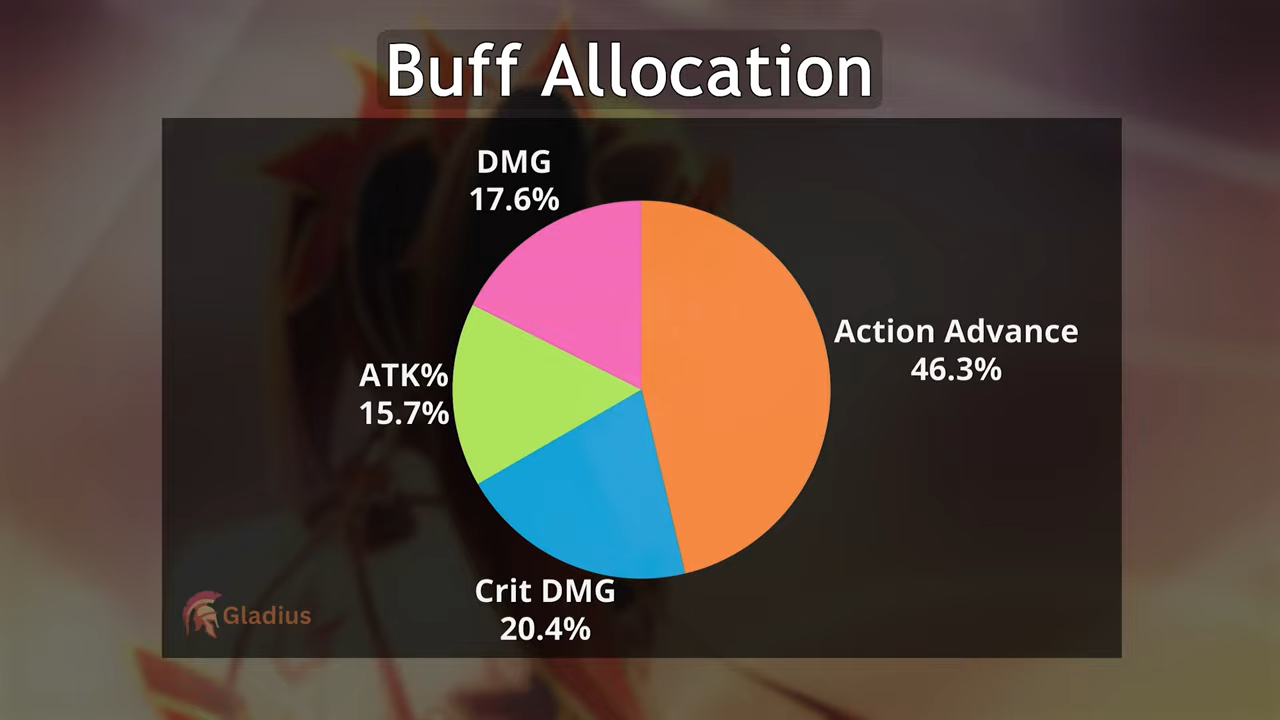 Buff Allocation
DMG
17.6%
Action Advance
46.3%
ATK%
15.7%
Crit DMG
20.4%
Gladius